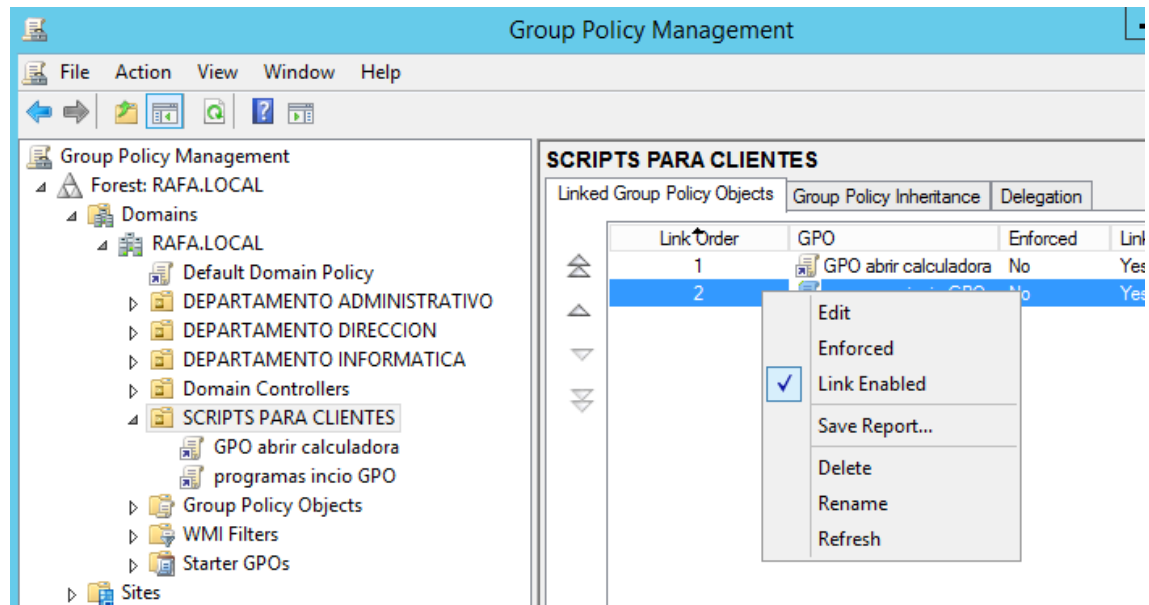 Group Policy Management
File Action View Window Help
Group Policy Management
Forest: RAFA.LOCAL
Domains
RAFA.LOCAL
Default Domain Policy
DEPARTAMENTO ADMINISTRATIVO
DEPARTAMENTO DIRECCION
DEPARTAMENTO INFORMATICA
Domain Controllers
SCRIPTS PARA CLIENTES
GPO abrir calculadora
programas incio GPO
Group Policy Objects
WMI Filters
Starter GPOs
Sites
SCRIPTS PARA CLIENTES
Linked Group Policy Objects Group Policy Inheritance Delegation
Link Order GPO Enforced
1 GPO abrir calculadora No Yes
2 No Yes
Edit
Enforced
Link Enabled
Save Report...
Delete
Rename
Refresh